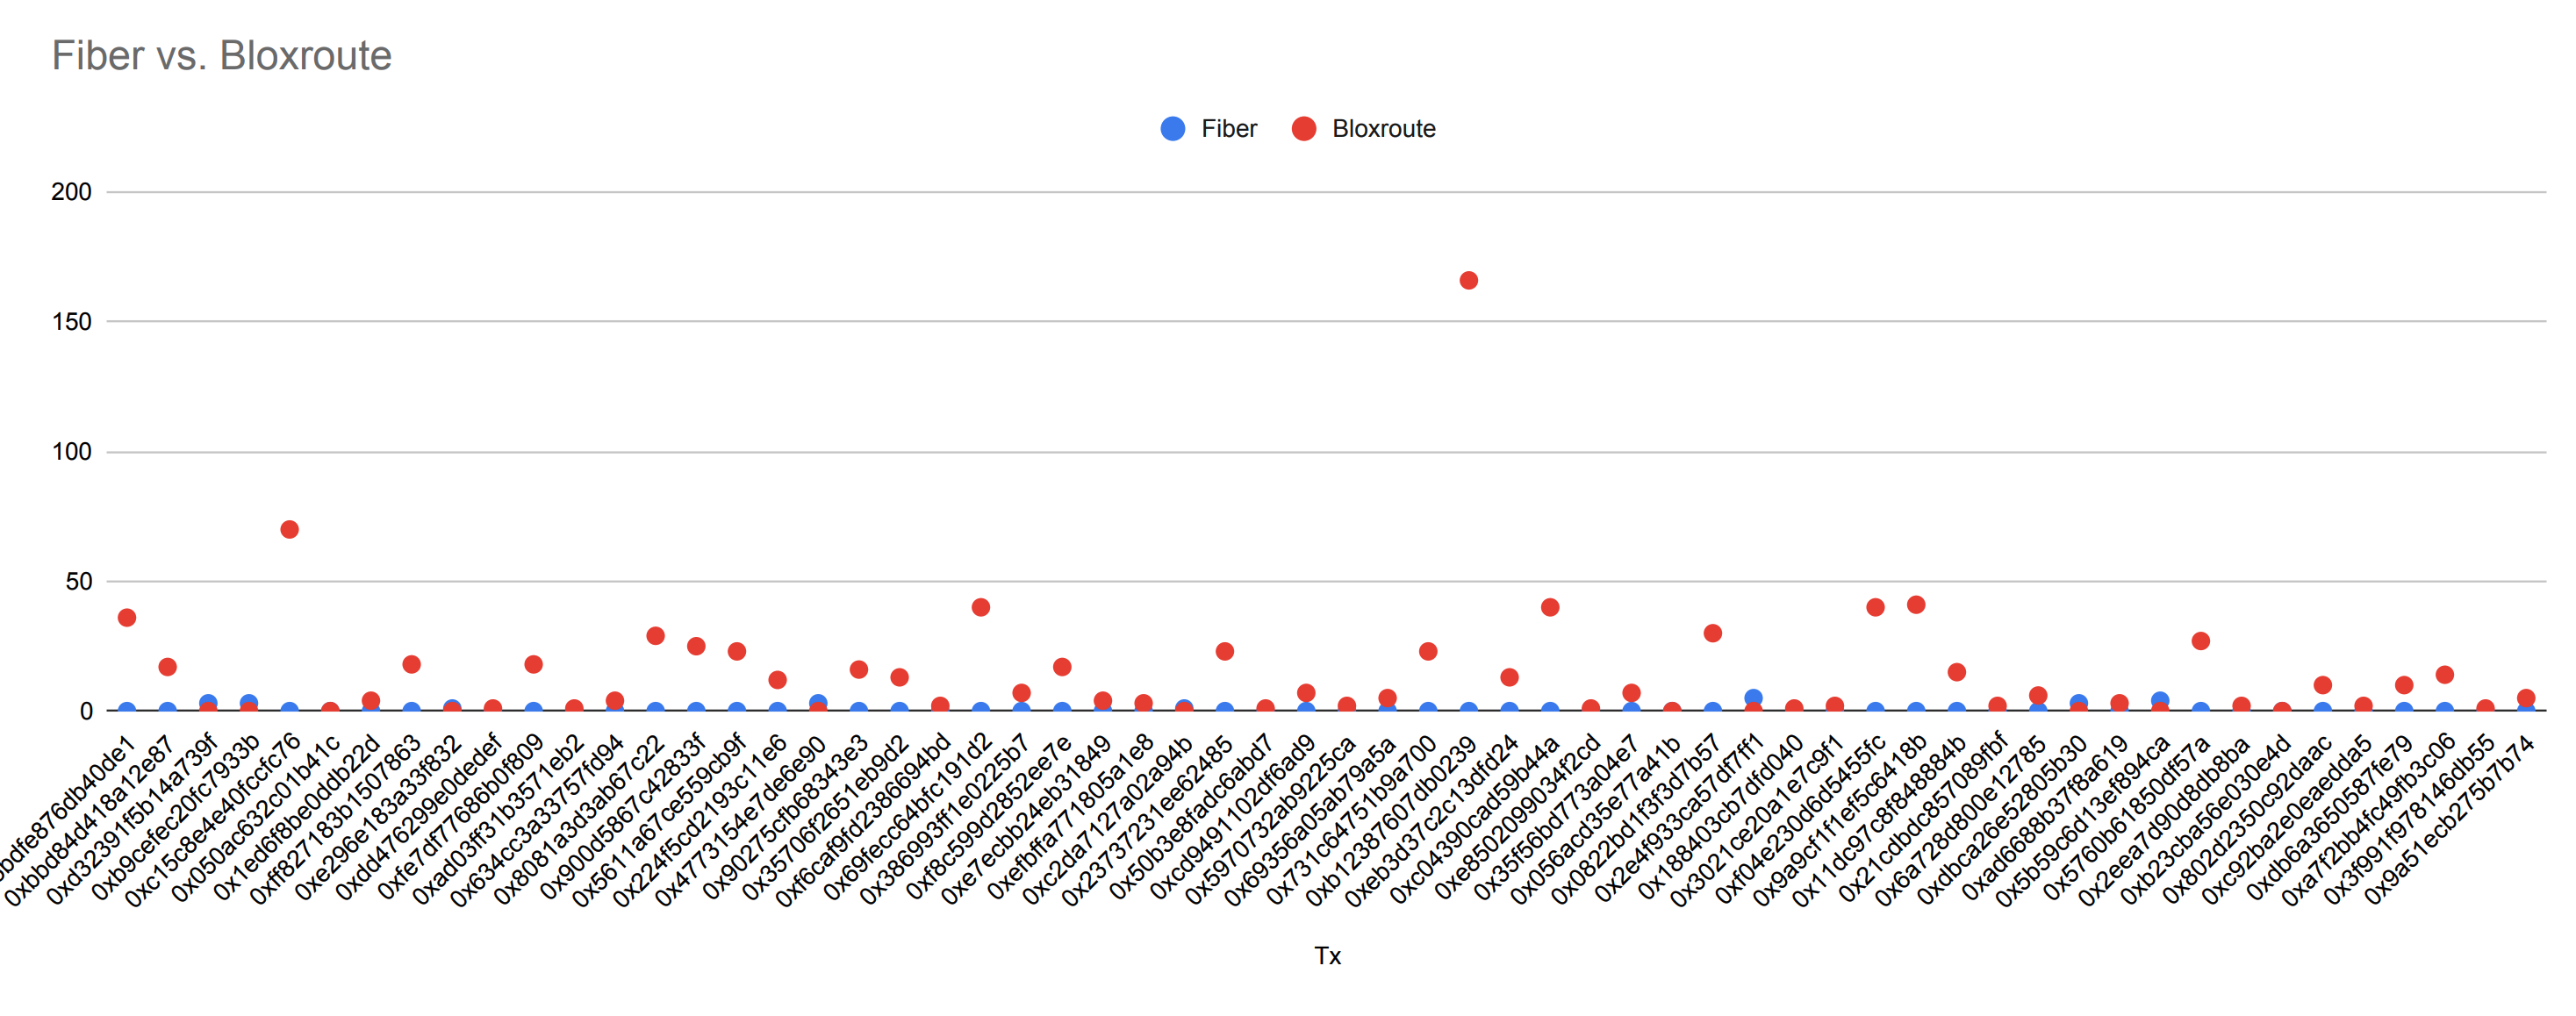 Fiber vs. Bloxroute
Fiber
Bloxroute
200
150
100
50
0
0xbbd84d418a12e87
0xd32391f5b14a739f
0xb9cefec20fc7933b
0xc15c8e4e40fccfc76
0x050ac632c01b41c
0x1ed6f8be0ddb22d
0xff827183b1507863
0xe296e183a33f832
0xdd476299e0dedef
0xfe7df77686b0f809
0xad03ff31b3571eb2
0x634cc3a33757fd94
0x8081a3d3ab67c22
0x900d5867c42833f
0x5611a67ce559cb9f
0x224f5cd2193c11e6
0x4773154e7de6e90
0x90275cfb68343e3
0x35706f2651eb9d2
0xf6caf9fd2386694bd
0x69fecc64bfc191d2
0x386993ff1e0225b7
0xf8c599d2852ee7e
0xe7ecbb24eb31849
0xefbffa771805a1e8
0xc2da7127a02a94b
0x23737231ee62485
0x50b3e8fadc6abd7
0xcd9491102df6ad9
0x5970732ab9225ca
0x69356a05ab79a5a
0x731c64751b9a700
0xb12387607db0239
0xeb3d37c2c13dfd24
0xc04390cad59b44a
0xe8502099034f2cd
0x35f56bd773a04e7
0x056acd35e77a41b
0x0822bd1f3f3d7b57
0x2e4f933ca57df7ff1
0x188403cb7dfd040
0x3021ce20a1e7c9f1
0xf04e230d6d5455fc
0x9a9cf1f1ef5c6418b
0x11dc97c8f848884b
0x21cdbdc857089fbf
0x6a728d800e12785
0xdbca26e52805b30
0xad6688b37f8a619
0x5b59c6d13ef894ca
0x5760b61850df57a
0x2eea7d90d8db8ba
0xb23cba56e030e4d
0x802d2350c92daac
0xc92ba2e0eaedda5
0xdb6a3650587fe79
0xa7f2bb4fc49fb3c06
0x3f991f978146db55
0x9a51ecb275b7b74
Tx